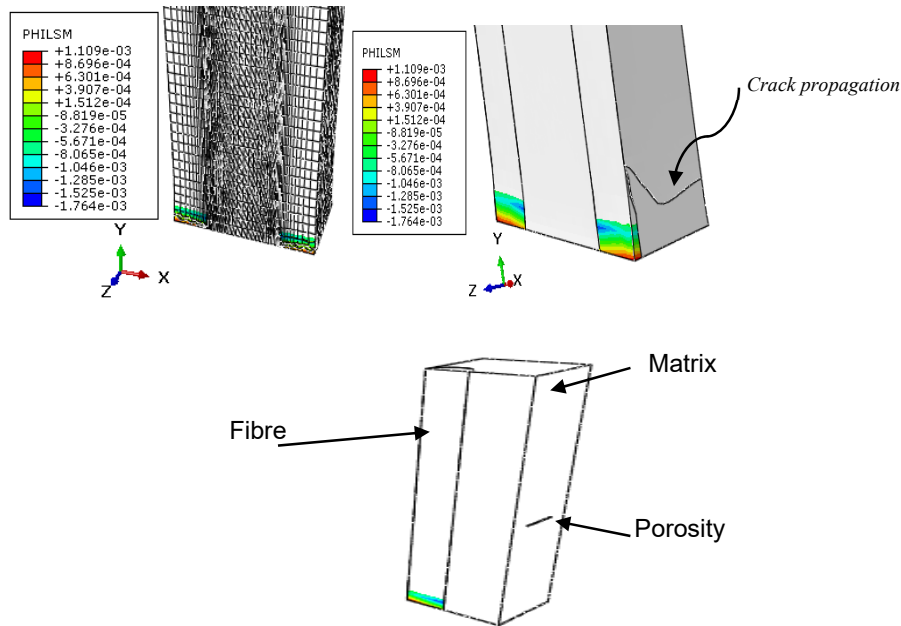 PHILSM
+1.109e-03
+8.696e-04
+6.301e-04
+3.907e-04
+1.512e-04
-8.819e-05
-3.276e-04
-5.671e-04
-8.065e-04
-1.046e-03
-1.285e-03
-1.525e-03
-1.764e-03
Y
X
Z
PHILSM
+1.109e-03
+8.696e-04
+6.301e-04
+3.907e-04
+1.512e-04
-8.819e-05
-3.276e-04
-5.671e-04
-8.065e-04
-1.046e-03
-1.285e-03
-1.525e-03
-1.764e-03
Y
Z
X
Crack propagation
Matrix
Fibre
Porosity